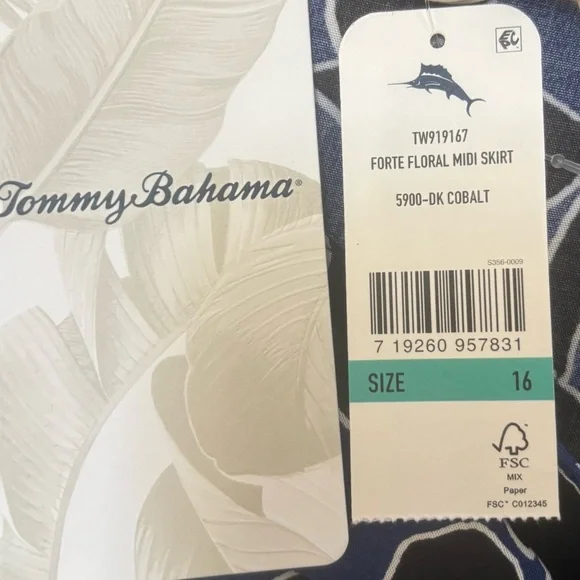 Tommy Bahama®
TW919167
FORTE FLORAL MIDI SKIRT
5900-DK COBALT
S356-0009
7 19260 957831
SIZE 16
FSC
MIX
Paper
FSC™ C012345